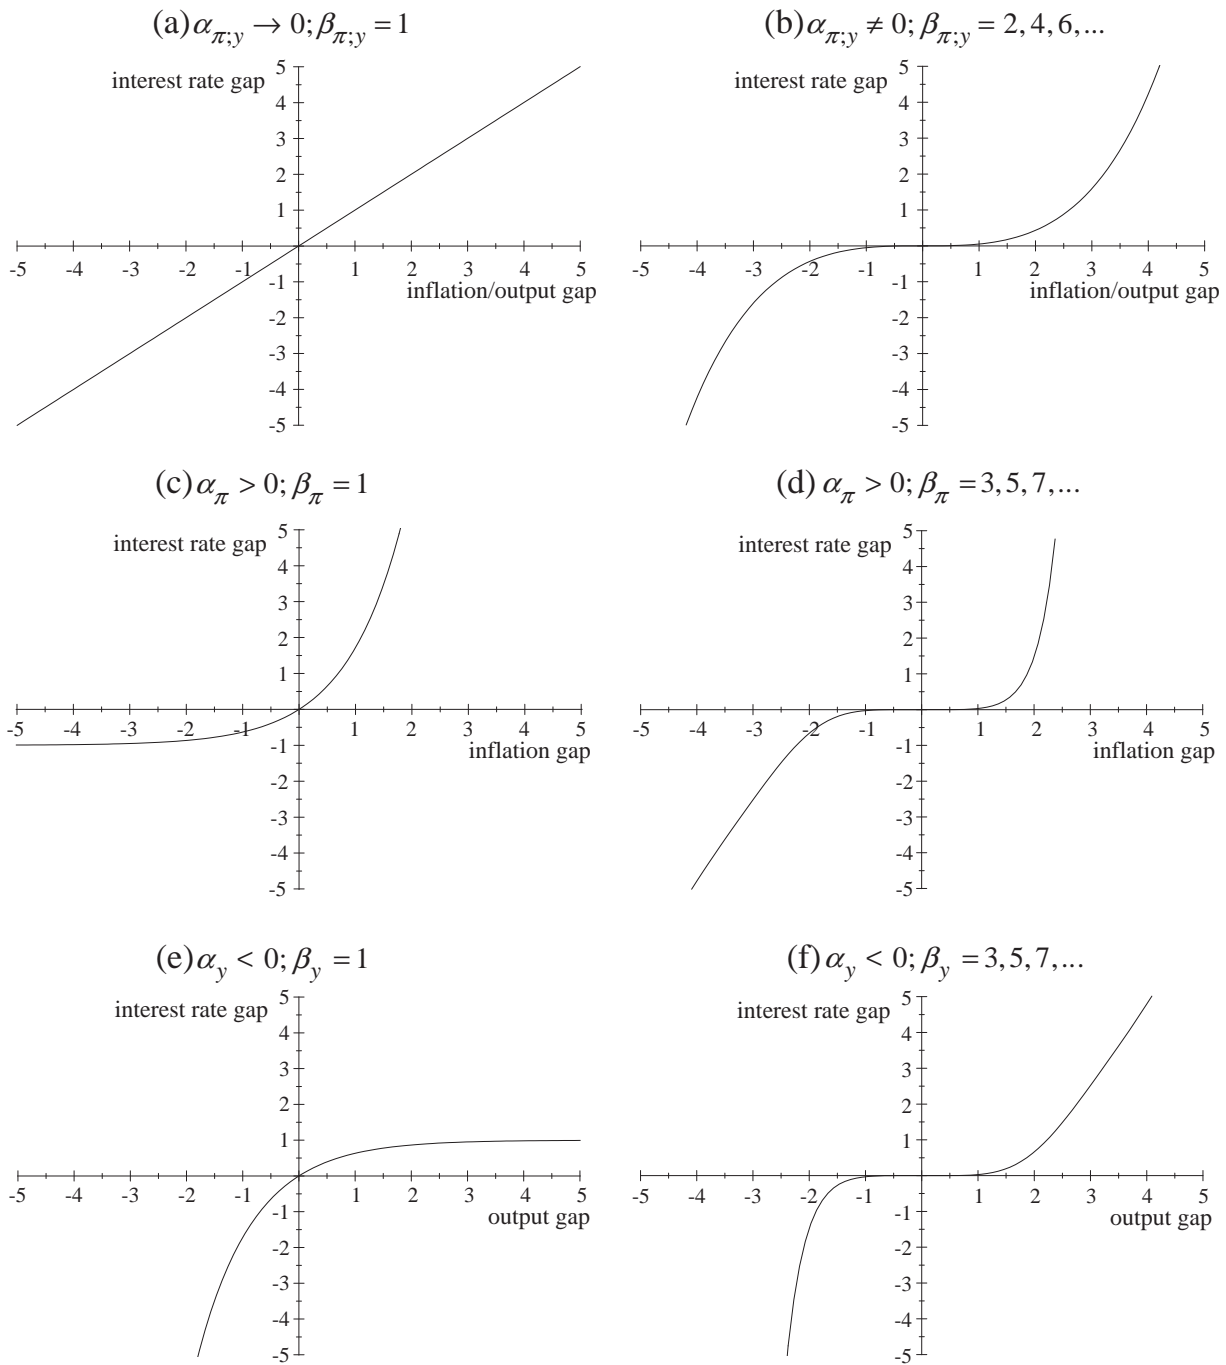 (a) α_{π;y} → 0; β_{π;y} = 1
interest rate gap
5
4
3
2
1
-5 -4 -3 -2 -1 1 2 3 4 5
-1
inflation/output gap
-2
-3
-4
-5
(b) α_{π;y} ≠ 0; β_{π;y} = 2, 4, 6, ...
interest rate gap
5
4
3
2
1
-5 -4 -3 -2 -1 1 2 3 4 5
-1
inflation/output gap
-2
-3
-4
-5
(c) α_π > 0; β_π = 1
interest rate gap
5
4
3
2
1
-5 -4 -3 -2 -1 1 2 3 4 5
-1
inflation gap
-2
-3
-4
-5
(d) α_π > 0; β_π = 3, 5, 7, ...
interest rate gap
5
4
3
2
1
-5 -4 -3 -2 -1 1 2 3 4 5
-1
inflation gap
-2
-3
-4
-5
(e) α_y < 0; β_y = 1
interest rate gap
5
4
3
2
1
-5 -4 -3 -2 -1 1 2 3 4 5
-1
output gap
-2
-3
-4
-5
(f) α_y < 0; β_y = 3, 5, 7, ...
interest rate gap
5
4
3
2
1
-5 -4 -3 -2 -1 1 2 3 4 5
-1
output gap
-2
-3
-4
-5